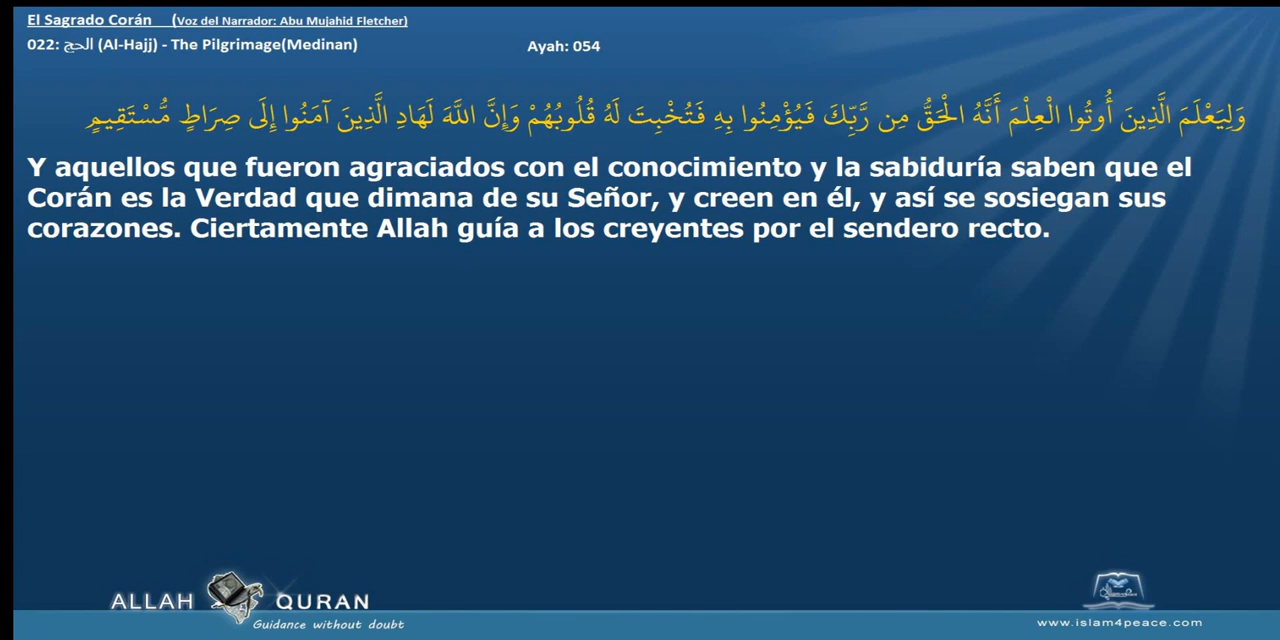 El Sagrado Corán (Voz del Narrador: Abu Mujahid Fletcher)
022: الحج (Al-Hajj) - The Pilgrimage(Medinan) Ayah: 054
وَلِيَعْلَمَ الَّذِينَ أُوتُوا الْعِلْمَ أَنَّهُ الْحَقُّ مِن رَّبِّكَ فَيُؤْمِنُوا بِهِ فَتُخْبِتَ لَهُ قُلُوبُهُمْ وَإِنَّ اللَّهَ لَهَادِ الَّذِينَ آمَنُوا إِلَى صِرَاطٍ مُّسْتَقِيمٍ
Y aquellos que fueron agraciados con el conocimiento y la sabiduría saben que el
Corán es la Verdad que dimana de su Señor, y creen en él, y así se sosiegan sus
corazones. Ciertamente Allah guía a los creyentes por el sendero recto.
ALLAH QURAN
Guidance without doubt
www.islam4peace.com